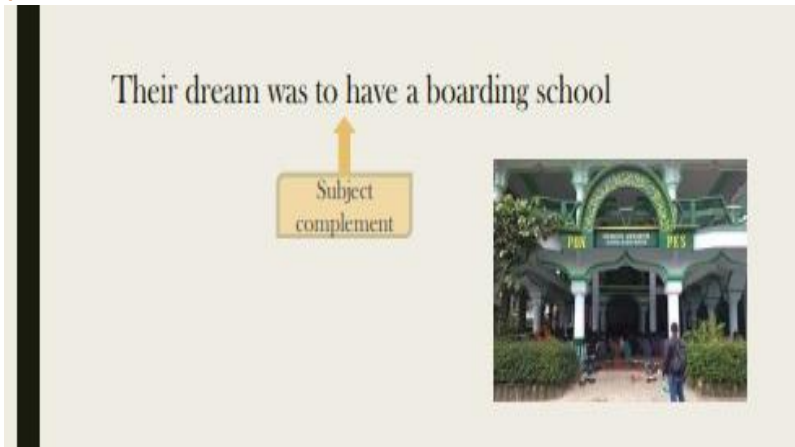 Their dream was to have a boarding school
Subject
complement
PON
PES